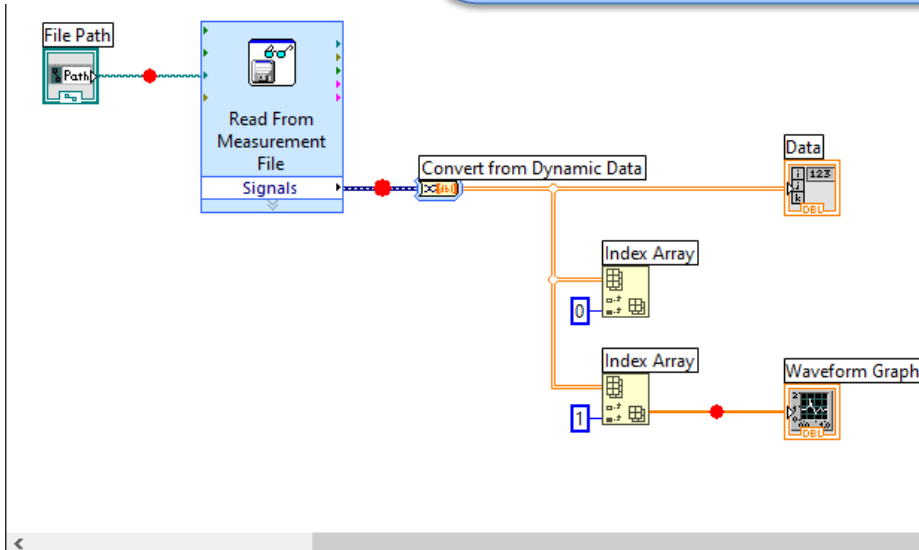 File Path
Path
Read From
Measurement
File
Signals
Convert from Dynamic Data
Data
i 123
j
k
DBL
Index Array
0
Index Array
1
Waveform Graph
DBL